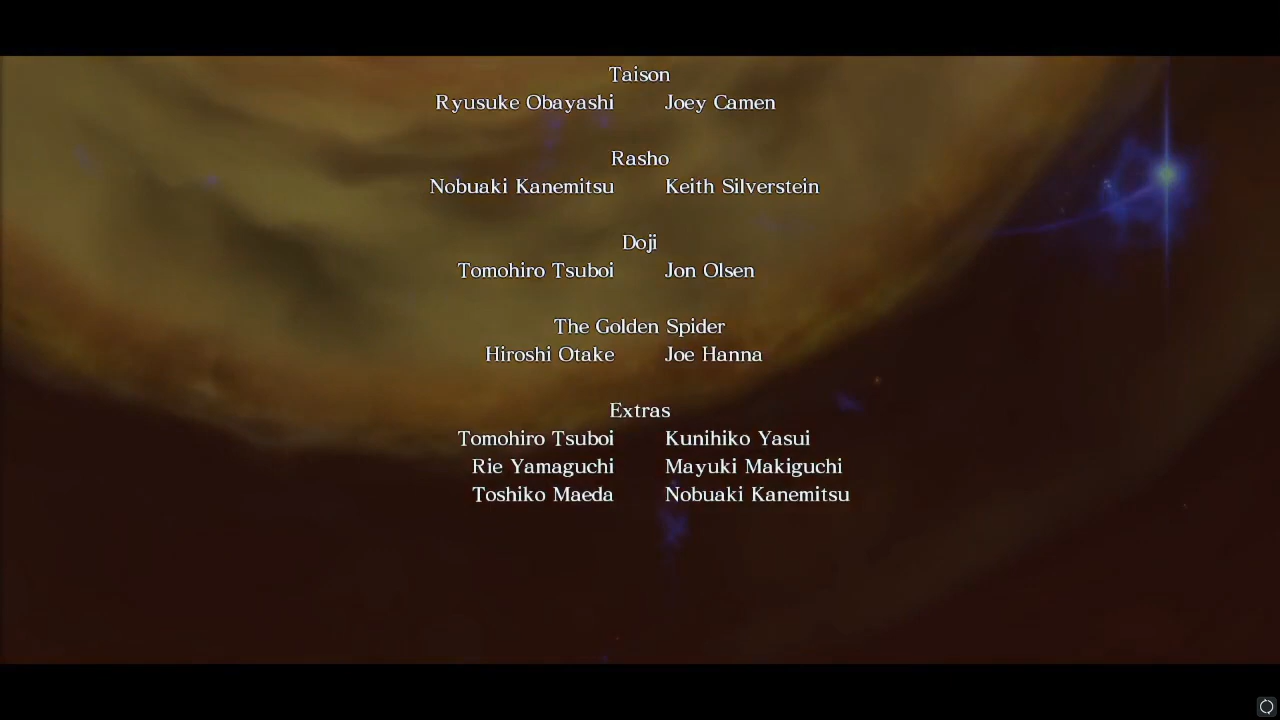 Taison
Ryusuke Obayashi Joey Camen
Rasho
Nobuaki Kanemitsu Keith Silverstein
Doji
Tomohiro Tsuboi Jon Olsen
The Golden Spider
Hiroshi Otake Joe Hanna
Extras
Tomohiro Tsuboi Kunihiko Yasui
Rie Yamaguchi Mayuki Makiguchi
Toshiko Maeda Nobuaki Kanemitsu